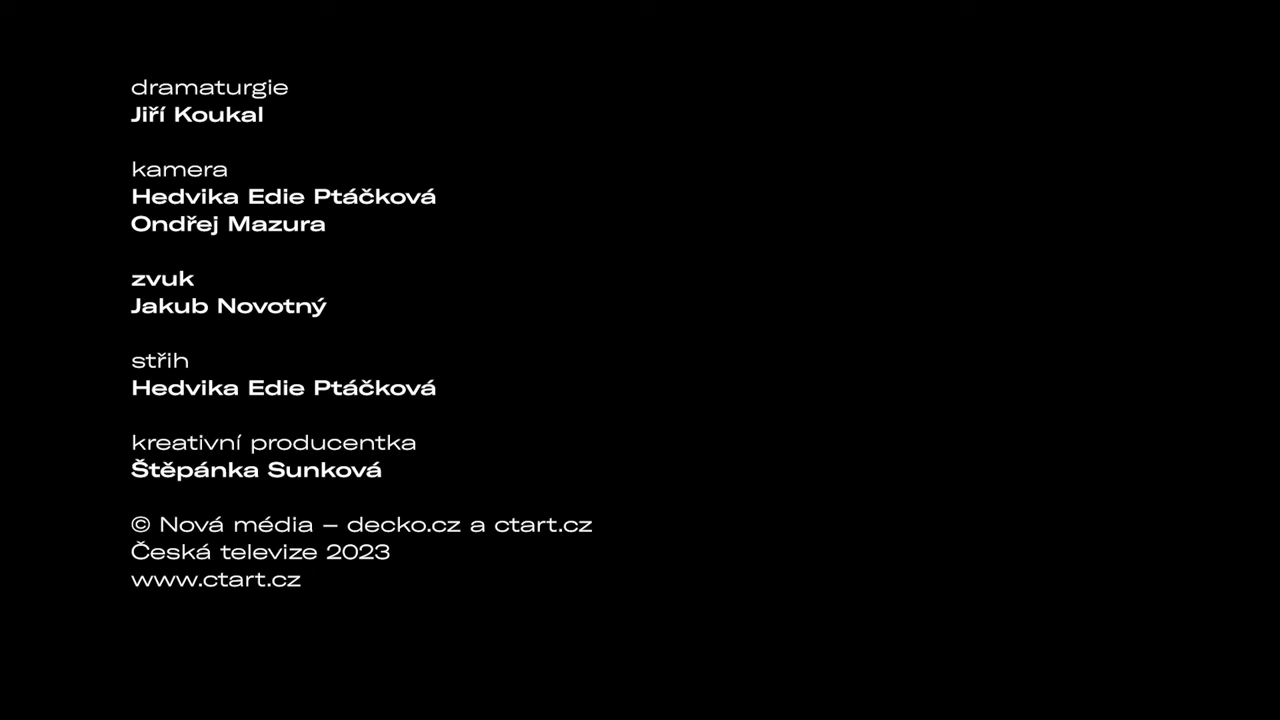 dramaturgie
Jiří Koukal
kamera
Hedvika Edie Ptáčková
Ondřej Mazura
zvuk
Jakub Novotný
střih
Hedvika Edie Ptáčková
kreativní producentka
Štěpánka Sunková
© Nová média – decko.cz a ctart.cz
Česká televize 2023
www.ctart.cz